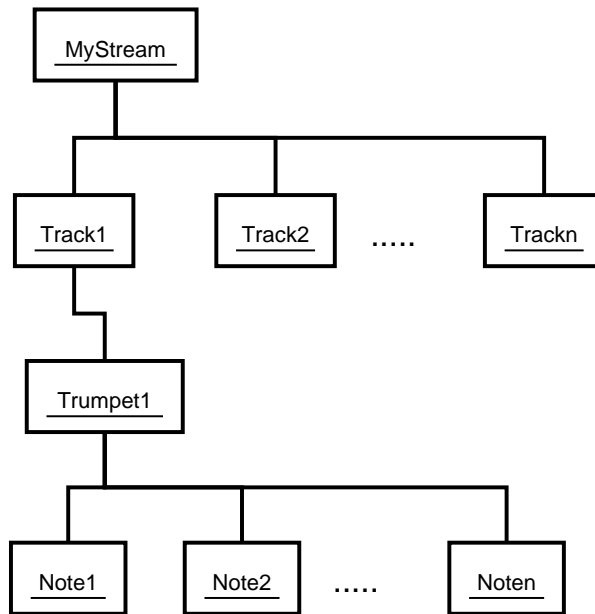 MyStream
Track1 Track2 ..... Trackn
Trumpet1
Note1 Note2 ..... Noten